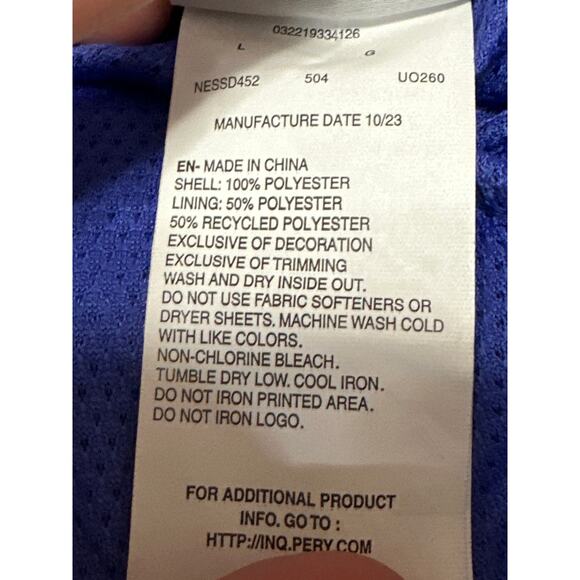 032219334126
L G
NESSD452 504 UO260
MANUFACTURE DATE 10/23
EN- MADE IN CHINA
SHELL: 100% POLYESTER
LINING: 50% POLYESTER
50% RECYCLED POLYESTER
EXCLUSIVE OF DECORATION
EXCLUSIVE OF TRIMMING
WASH AND DRY INSIDE OUT.
DO NOT USE FABRIC SOFTENERS OR
DRYER SHEETS. MACHINE WASH COLD
WITH LIKE COLORS.
NON-CHLORINE BLEACH.
TUMBLE DRY LOW. COOL IRON.
DO NOT IRON PRINTED AREA.
DO NOT IRON LOGO.
FOR ADDITIONAL PRODUCT
INFO. GO TO :
HTTP://INQ.PERY.COM